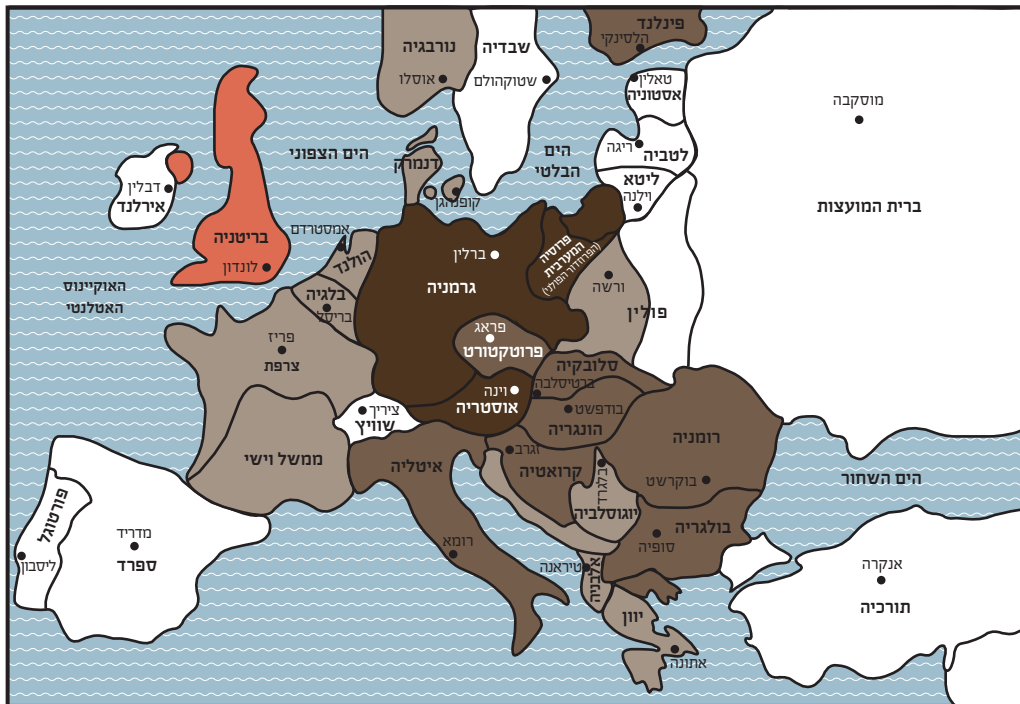 פינלנד
הלסינקי
נורבגיה
אוסלו
שבדיה
שטוקהולם
טאלין
אסטוניה
מוסקבה
ריגה
לטביה
ליטא
וילנה
ברית המועצות
הים
הבלטי
הים הצפוני
דנמרק
קופנהגן
דבלין
אירלנד
בריטניה
לונדון
אמסטרדם
הולנד
בלגיה
בריסל
ברלין
גרמניה
פרוסיה
המערבית
(הפרוזדור הפולני)
ורשה
פולין
האוקיינוס
האטלנטי
פריז
צרפת
פראג
פרוטקטורט
סלובקיה
ברטיסלבה
וינה
אוסטריה
ציריך
שוויץ
בודפשט
הונגריה
רומניה
בוקרשט
ממשל וישי
איטליה
רומא
זגרב
קרואטיה
בלגרד
יוגוסלביה
בולגריה
סופיה
הים השחור
פורטוגל
ליסבון
מדריד
ספרד
טיראנה
אלבניה
יוון
אתונה
אנקרה
תורכיה